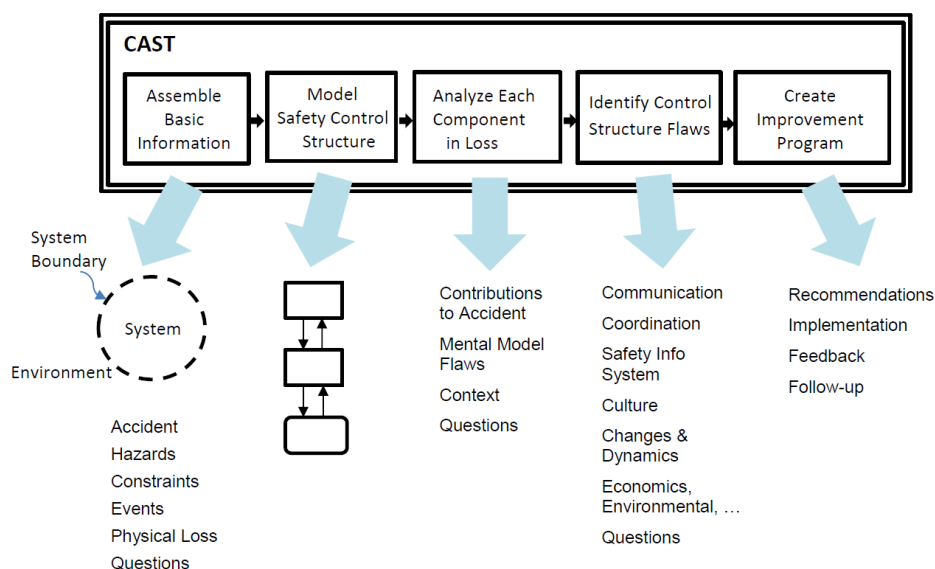 CAST
Assemble
Basic
Information
Model
Safety Control
Structure
Analyze Each
Component
in Loss
Identify Control
Structure Flaws
Create
Improvement
Program
System
Boundary
System
Environment
Accident
Hazards
Constraints
Events
Physical Loss
Questions
Contributions
to Accident
Mental Model
Flaws
Context
Questions
Communication
Coordination
Safety Info
System
Culture
Changes &
Dynamics
Economics,
Environmental, …
Questions
Recommendations
Implementation
Feedback
Follow-up